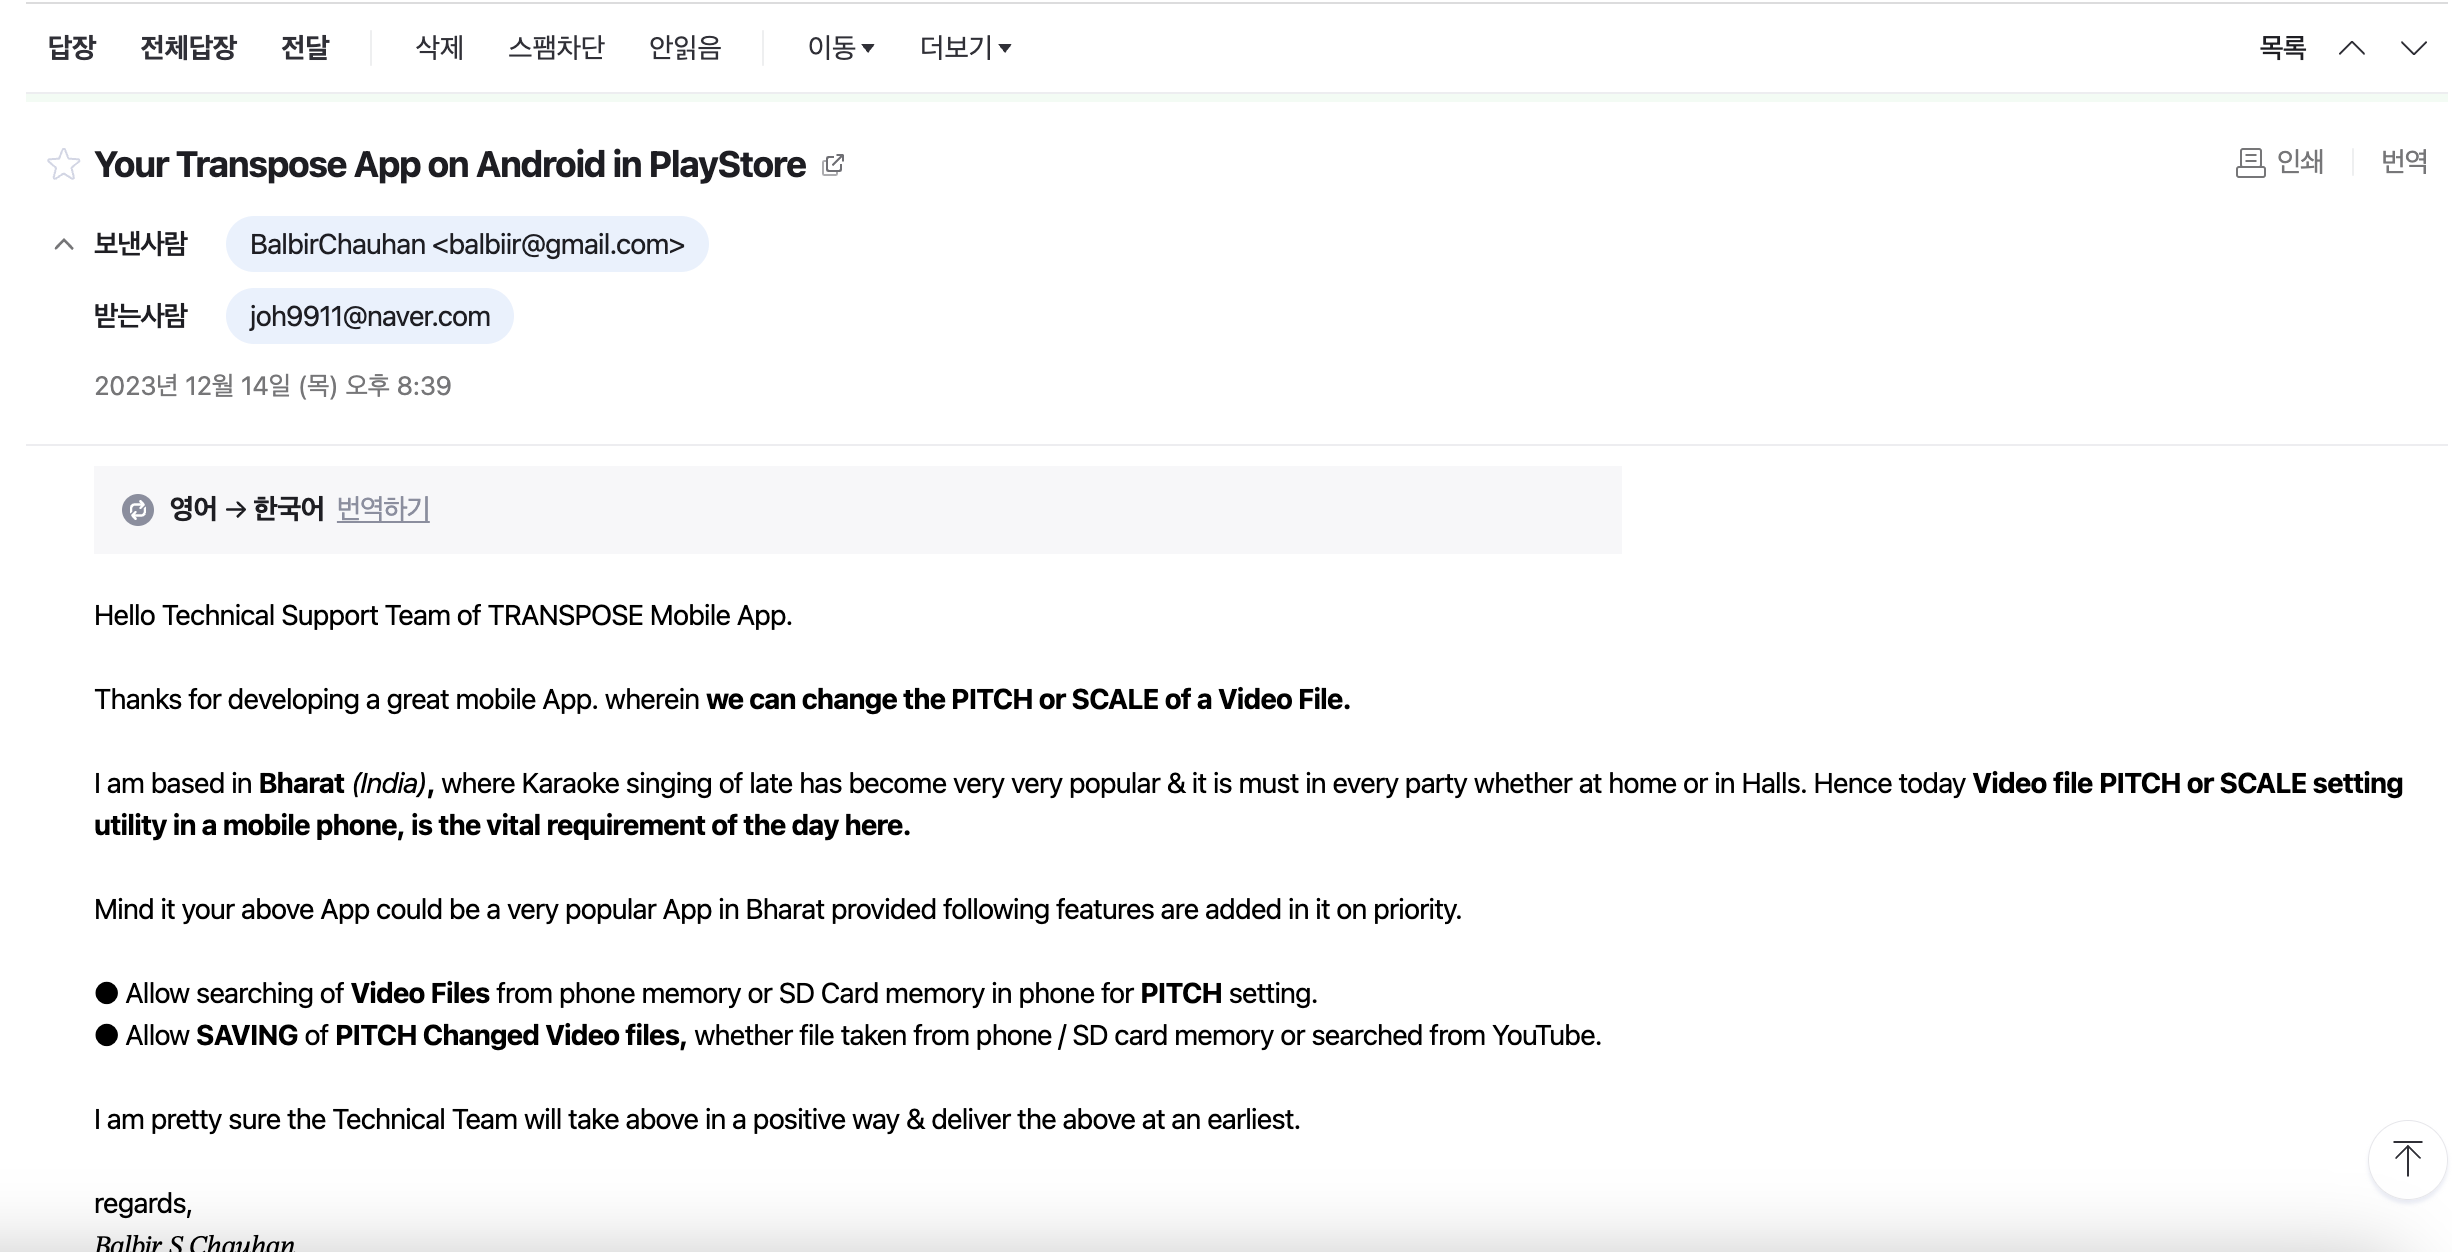 답장 전체답장 전달 삭제 스팸차단 안읽음 이동 더보기 목록
Your Transpose App on Android in PlayStore 인쇄 번역
보낸사람 BalbirChauhan <balbiir@gmail.com>
받는사람 joh9911@naver.com
2023년 12월 14일 (목) 오후 8:39
영어 → 한국어 번역하기
Hello Technical Support Team of TRANSPOSE Mobile App.
Thanks for developing a great mobile App. wherein we can change the PITCH or SCALE of a Video File.
I am based in Bharat (India), where Karaoke singing of late has become very very popular & it is must in every party whether at home or in Halls. Hence today Video file PITCH or SCALE setting
utility in a mobile phone, is the vital requirement of the day here.
Mind it your above App could be a very popular App in Bharat provided following features are added in it on priority.
● Allow searching of Video Files from phone memory or SD Card memory in phone for PITCH setting.
● Allow SAVING of PITCH Changed Video files, whether file taken from phone / SD card memory or searched from YouTube.
I am pretty sure the Technical Team will take above in a positive way & deliver the above at an earliest.
regards,
Balbir S Chauhan